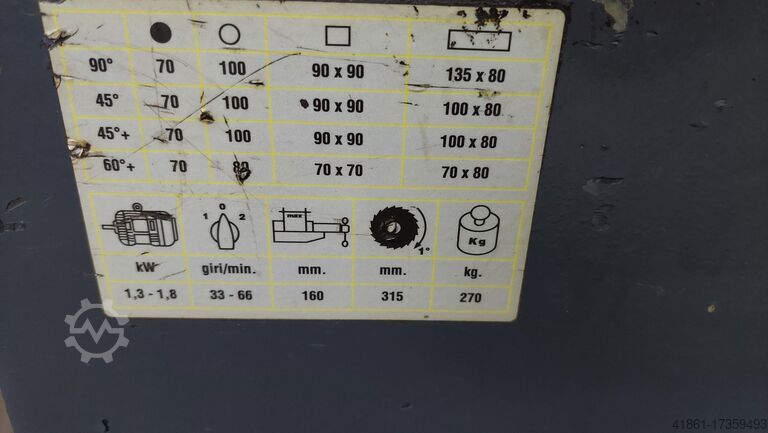 90° 70 100 90 x 90 135 x 80
45° 70 100 90 x 90 100 x 80
45°+ 70 100 90 x 90 100 x 80
60°+ 70 80 70 x 70 70 x 80
1 0 2 max 1° Kg
kW giri/min. mm. mm. kg.
1,3 - 1,8 33 - 66 160 315 270
41861-17359493